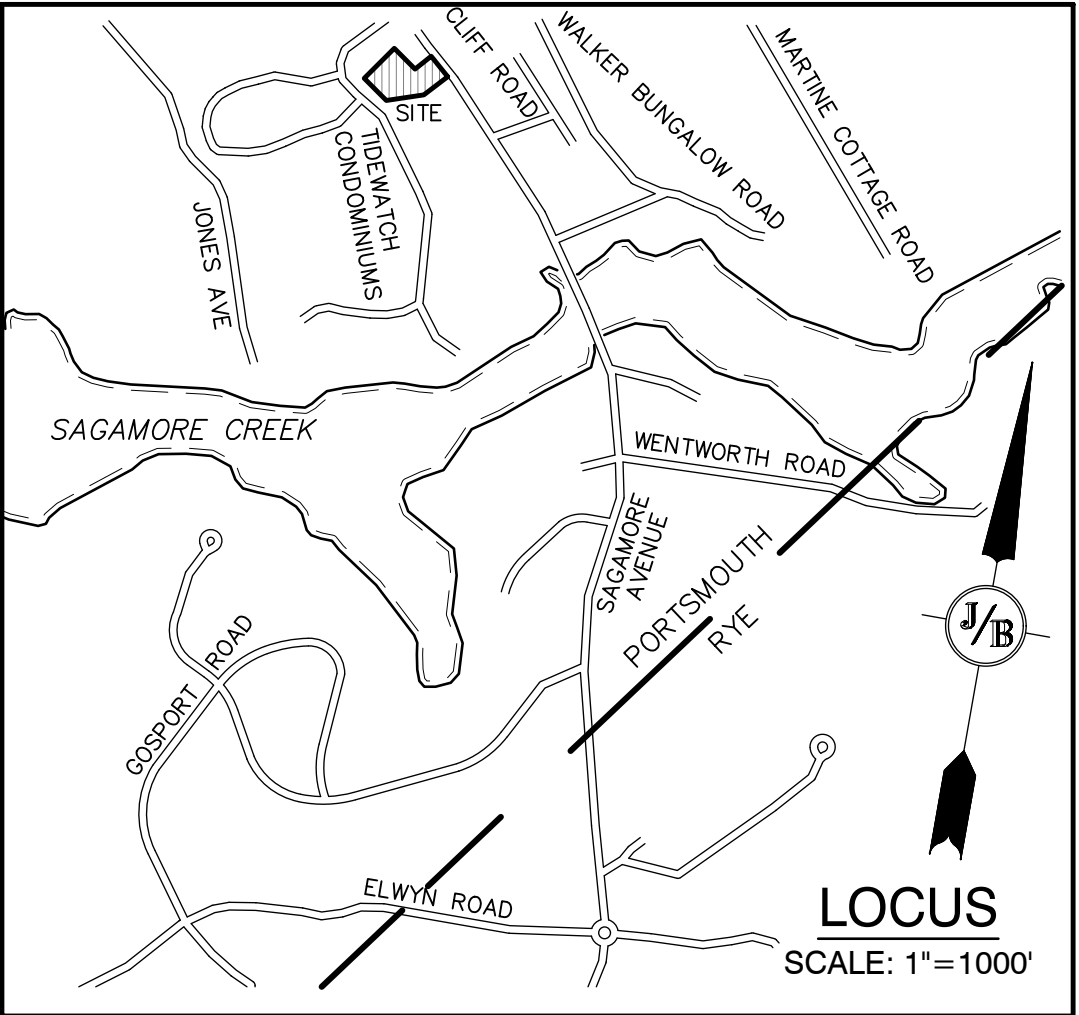 CLIFF ROAD
WALKER BUNGALOW ROAD
MARTINE COTTAGE ROAD
SITE
TIDEWATCH
CONDOMINIUMS
JONES AVE
SAGAMORE CREEK
WENTWORTH ROAD
SAGAMORE
AVENUE
PORTSMOUTH
RYE
J/B
GOSPORT ROAD
ELWYN ROAD
LOCUS
SCALE: 1"=1000'